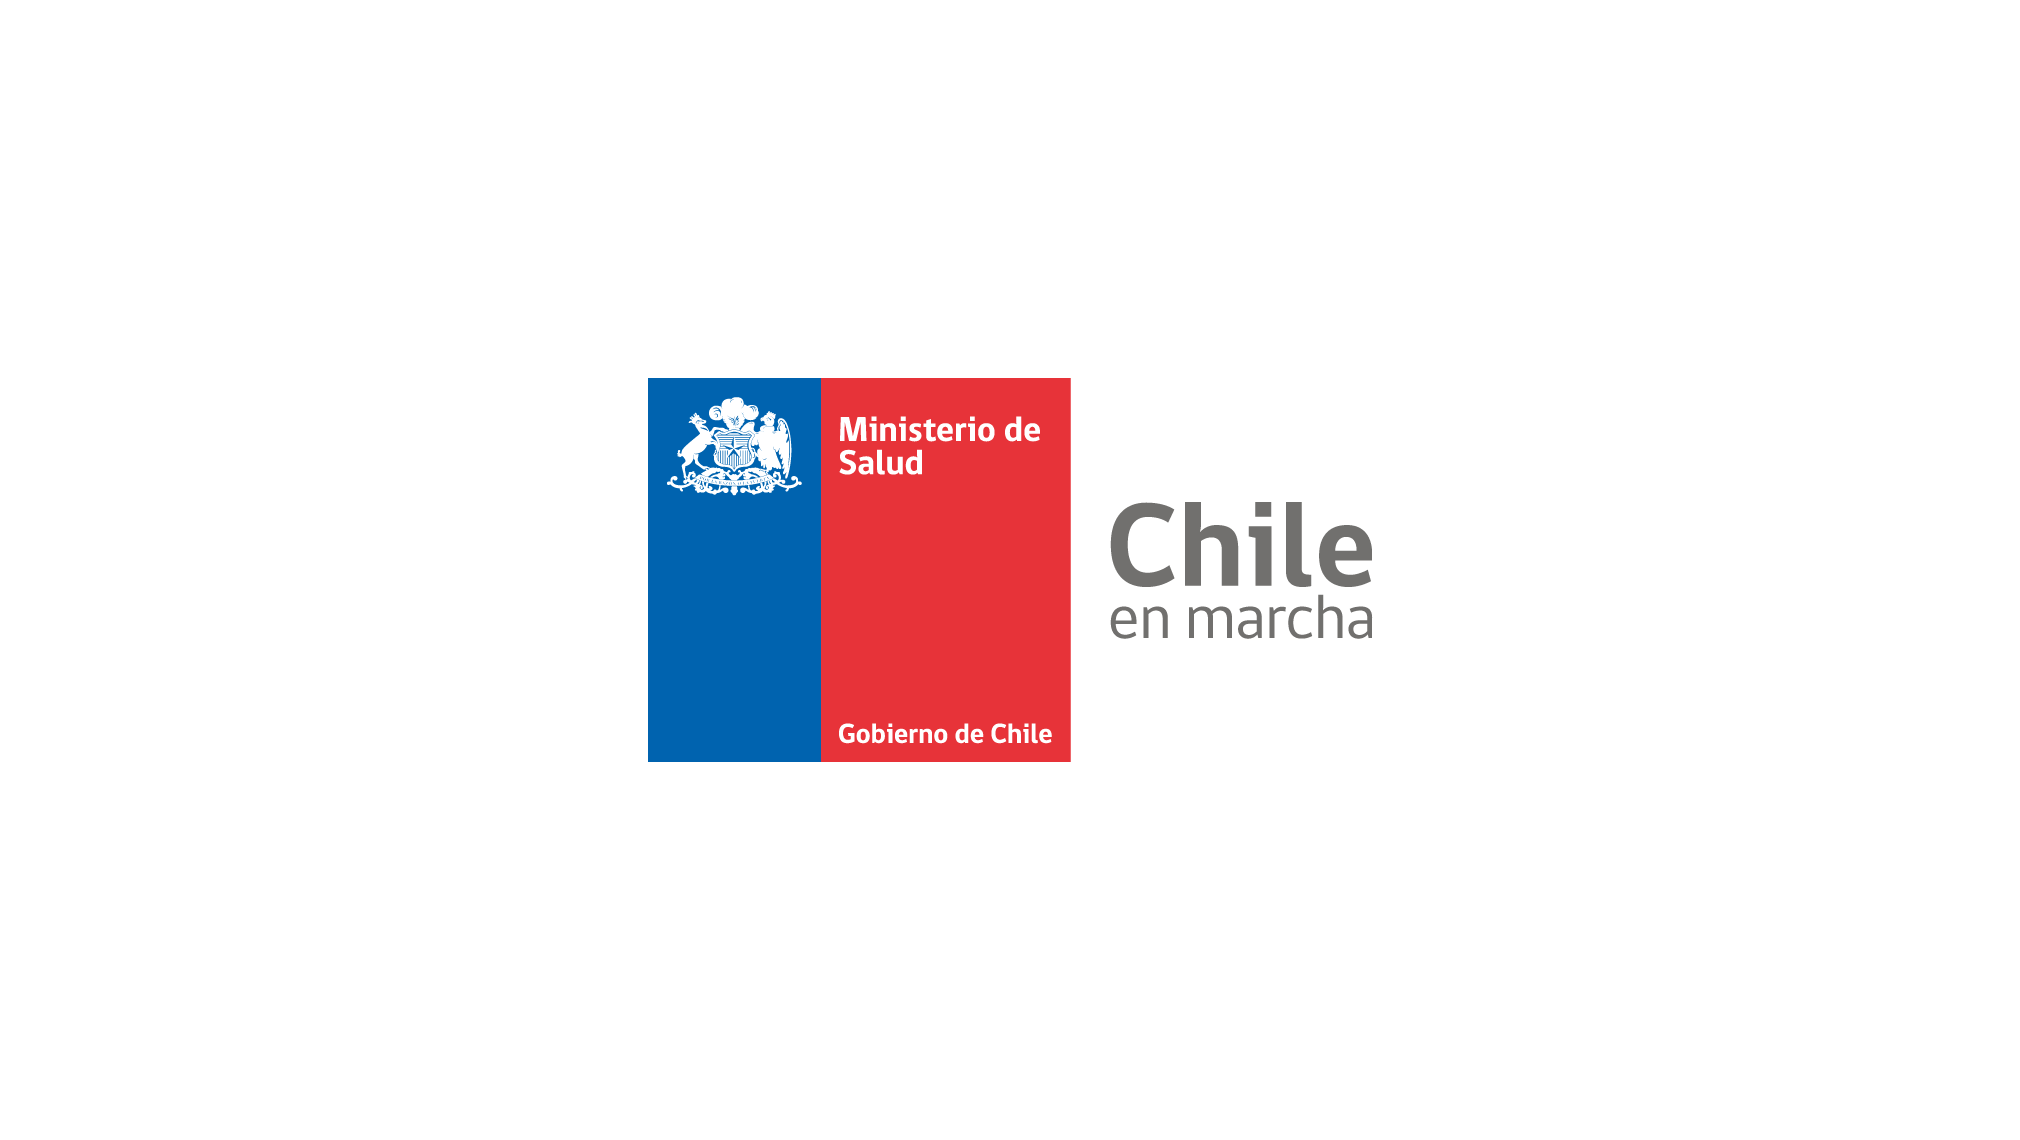 Ministerio de
Salud
Gobierno de Chile
Chile
en marcha